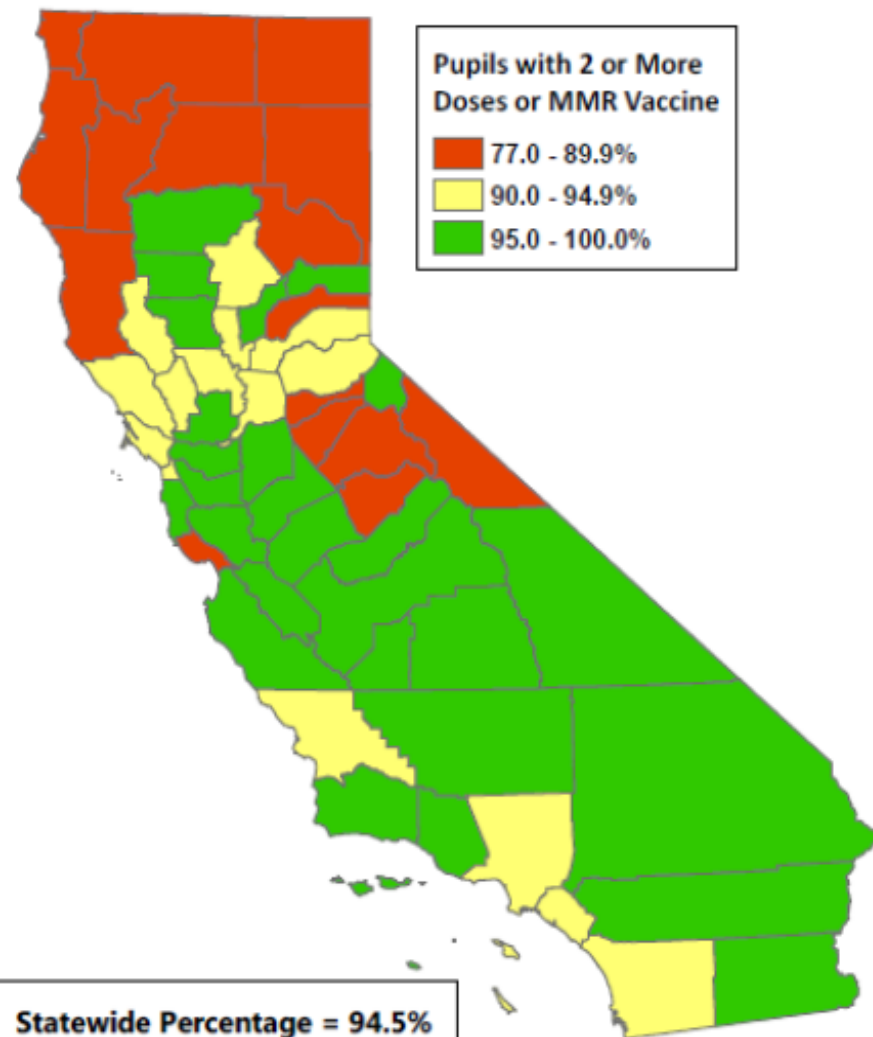 Pupils with 2 or More
Doses or MMR Vaccine
77.0 - 89.9%
90.0 - 94.9%
95.0 - 100.0%
Statewide Percentage = 94.5%